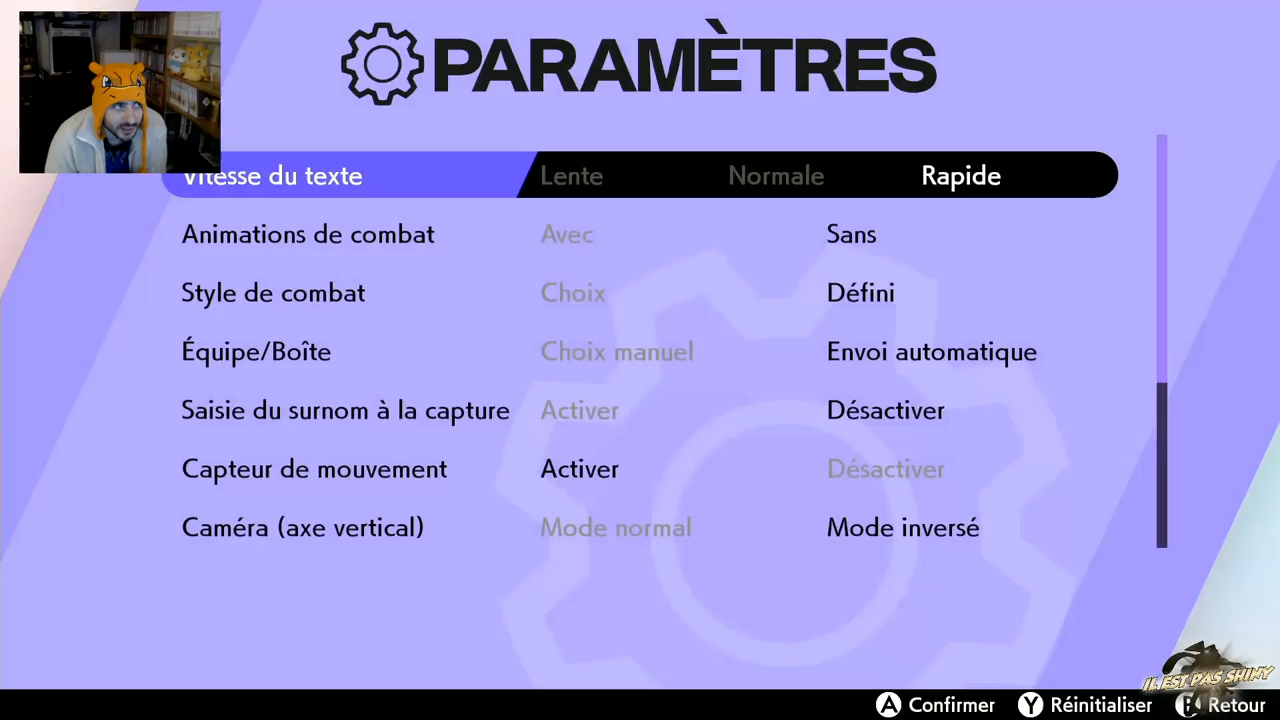 PARAMÈTRES
Vitesse du texte Lente Normale Rapide
Animations de combat Avec Sans
Style de combat Choix Défini
Équipe/Boîte Choix manuel Envoi automatique
Saisie du surnom à la capture Activer Désactiver
Capteur de mouvement Activer Désactiver
Caméra (axe vertical) Mode normal Mode inversé
IL EST PAS SHINY
A Confirmer Y Réinitialiser B Retour